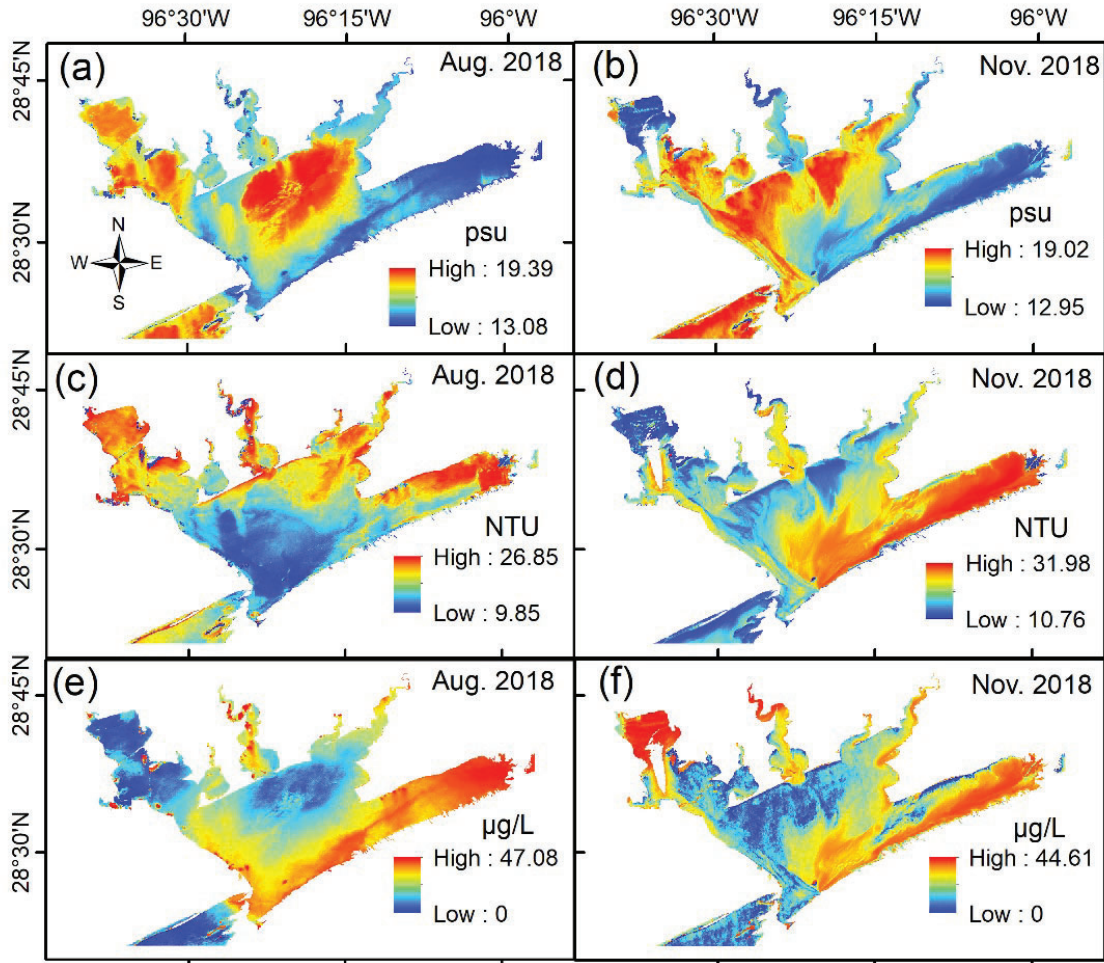 96°30'W 96°15'W 96°W 96°30'W 96°15'W 96°W
28°45'N
(a) Aug. 2018
N
W E
S
psu
High : 19.39
Low : 13.08
28°30'N
(b) Nov. 2018
psu
High : 19.02
Low : 12.95
28°45'N
(c) Aug. 2018
NTU
High : 26.85
Low : 9.85
28°30'N
(d) Nov. 2018
NTU
High : 31.98
Low : 10.76
28°45'N
(e) Aug. 2018
µg/L
High : 47.08
Low : 0
28°30'N
(f) Nov. 2018
µg/L
High : 44.61
Low : 0